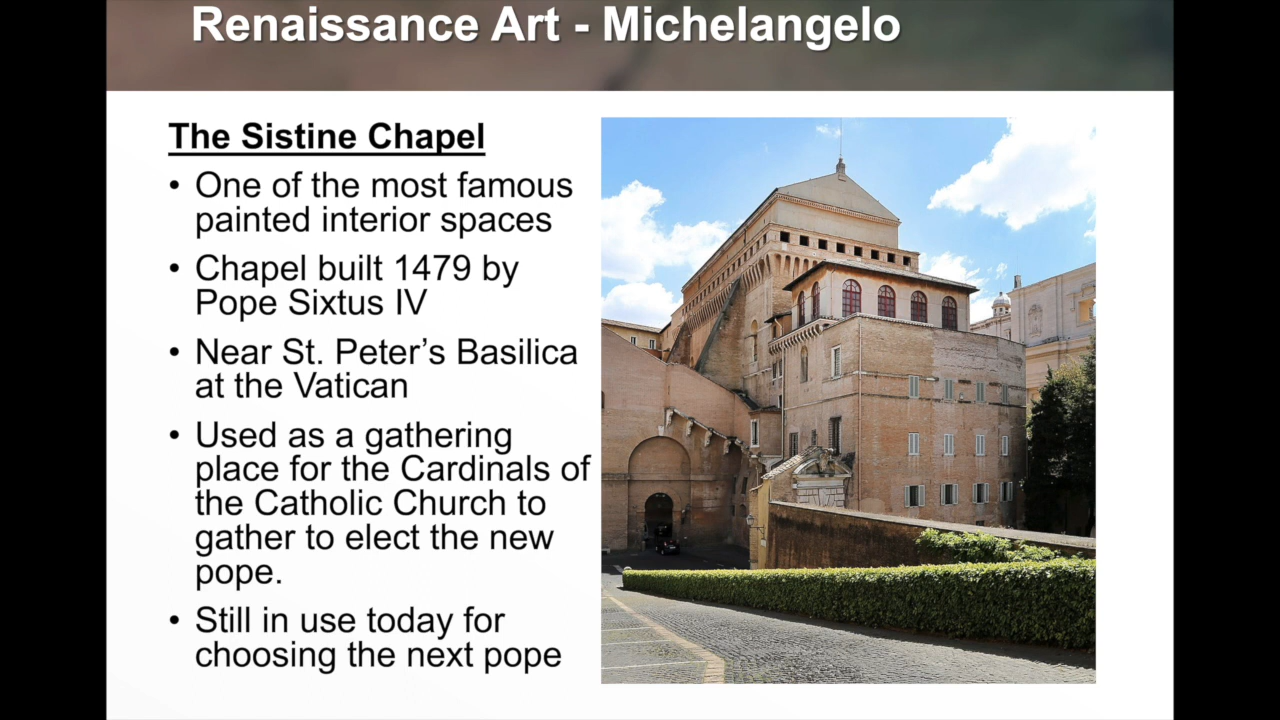 Renaissance Art - Michelangelo
The Sistine Chapel
• One of the most famous
painted interior spaces
• Chapel built 1479 by
Pope Sixtus IV
• Near St. Peter’s Basilica
at the Vatican
• Used as a gathering
place for the Cardinals of
the Catholic Church to
gather to elect the new
pope.
• Still in use today for
choosing the next pope